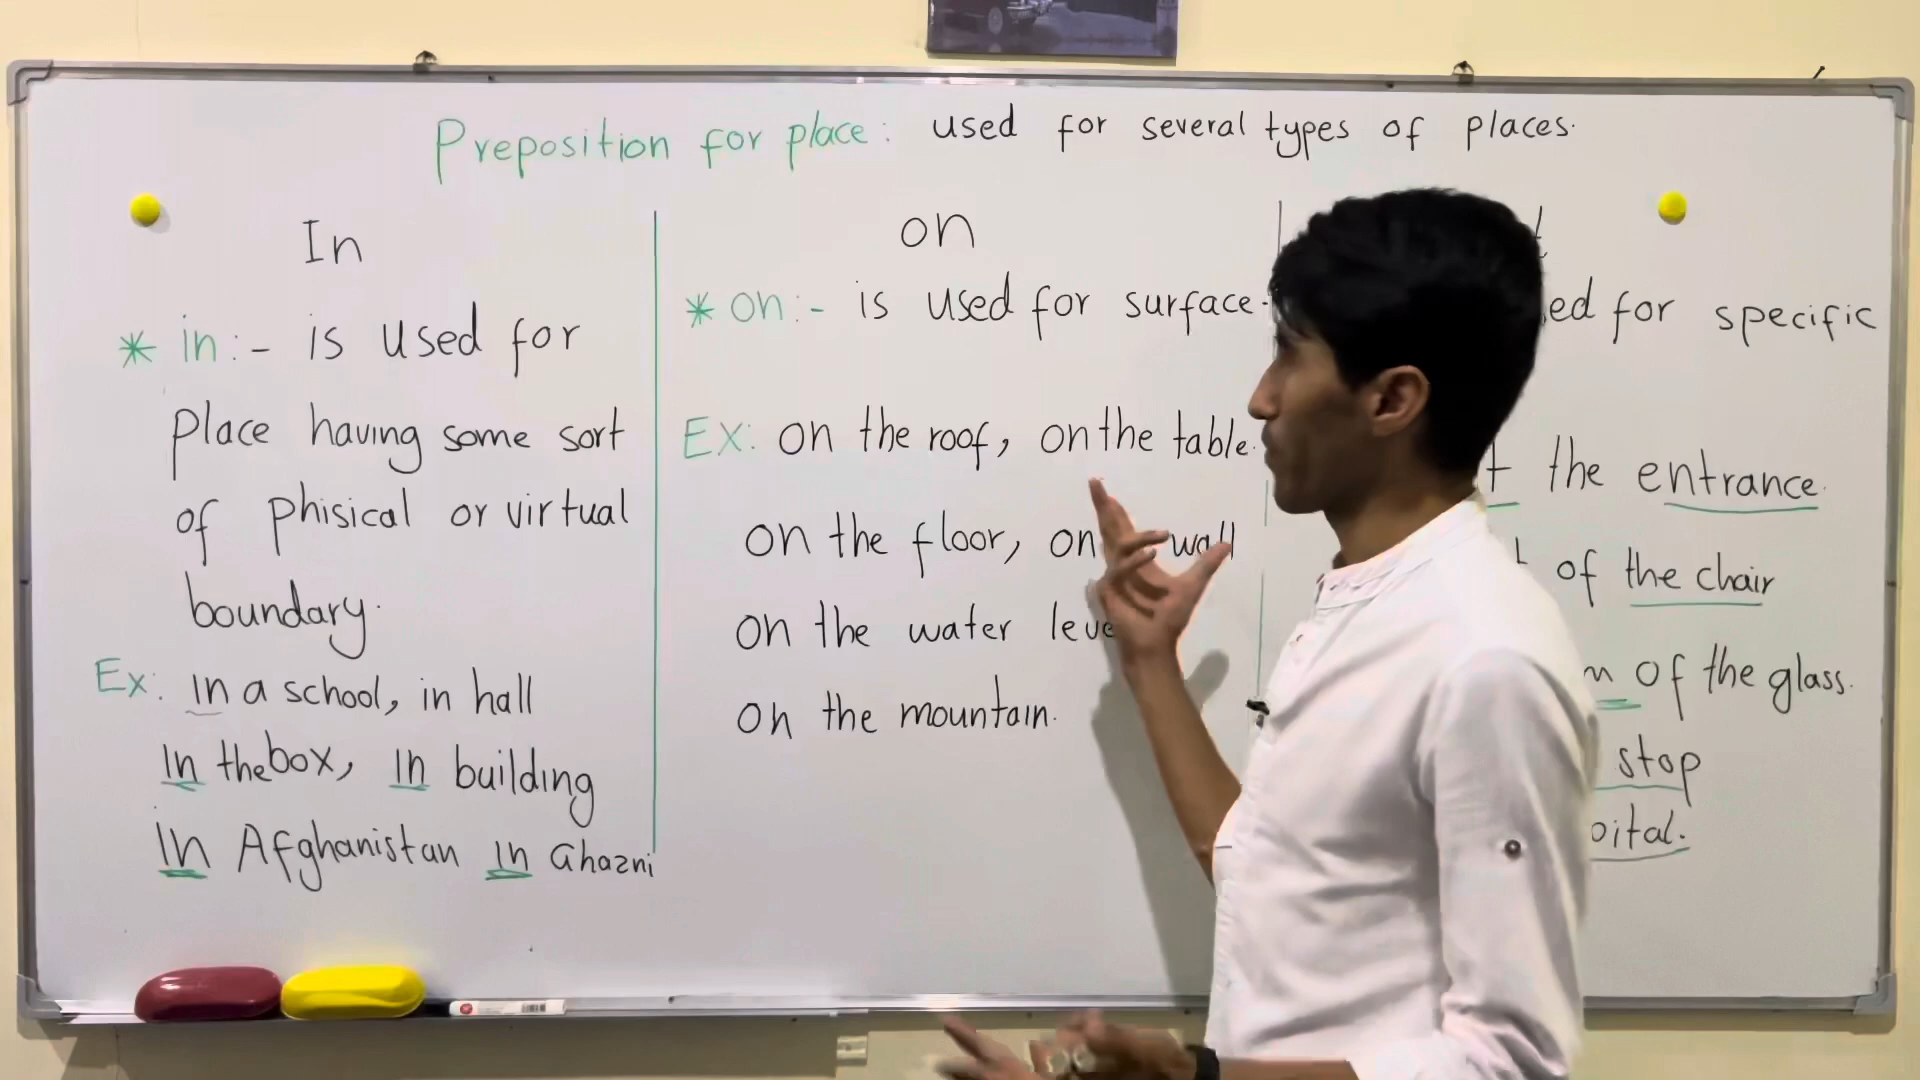 Preposition for place: used for several types of places.
In
* in:- is used for
place having some sort
of phisical or virtual
boundary.
Ex: in a school, in hall
In the box, in building
In Afghanistan in Ghazni
on
* on:- is used for surface.
EX: on the roof, on the table.
on the floor, on wall
on the water
on the mountain.
for specific
the entrance.
of the chair
of the glass.
stop